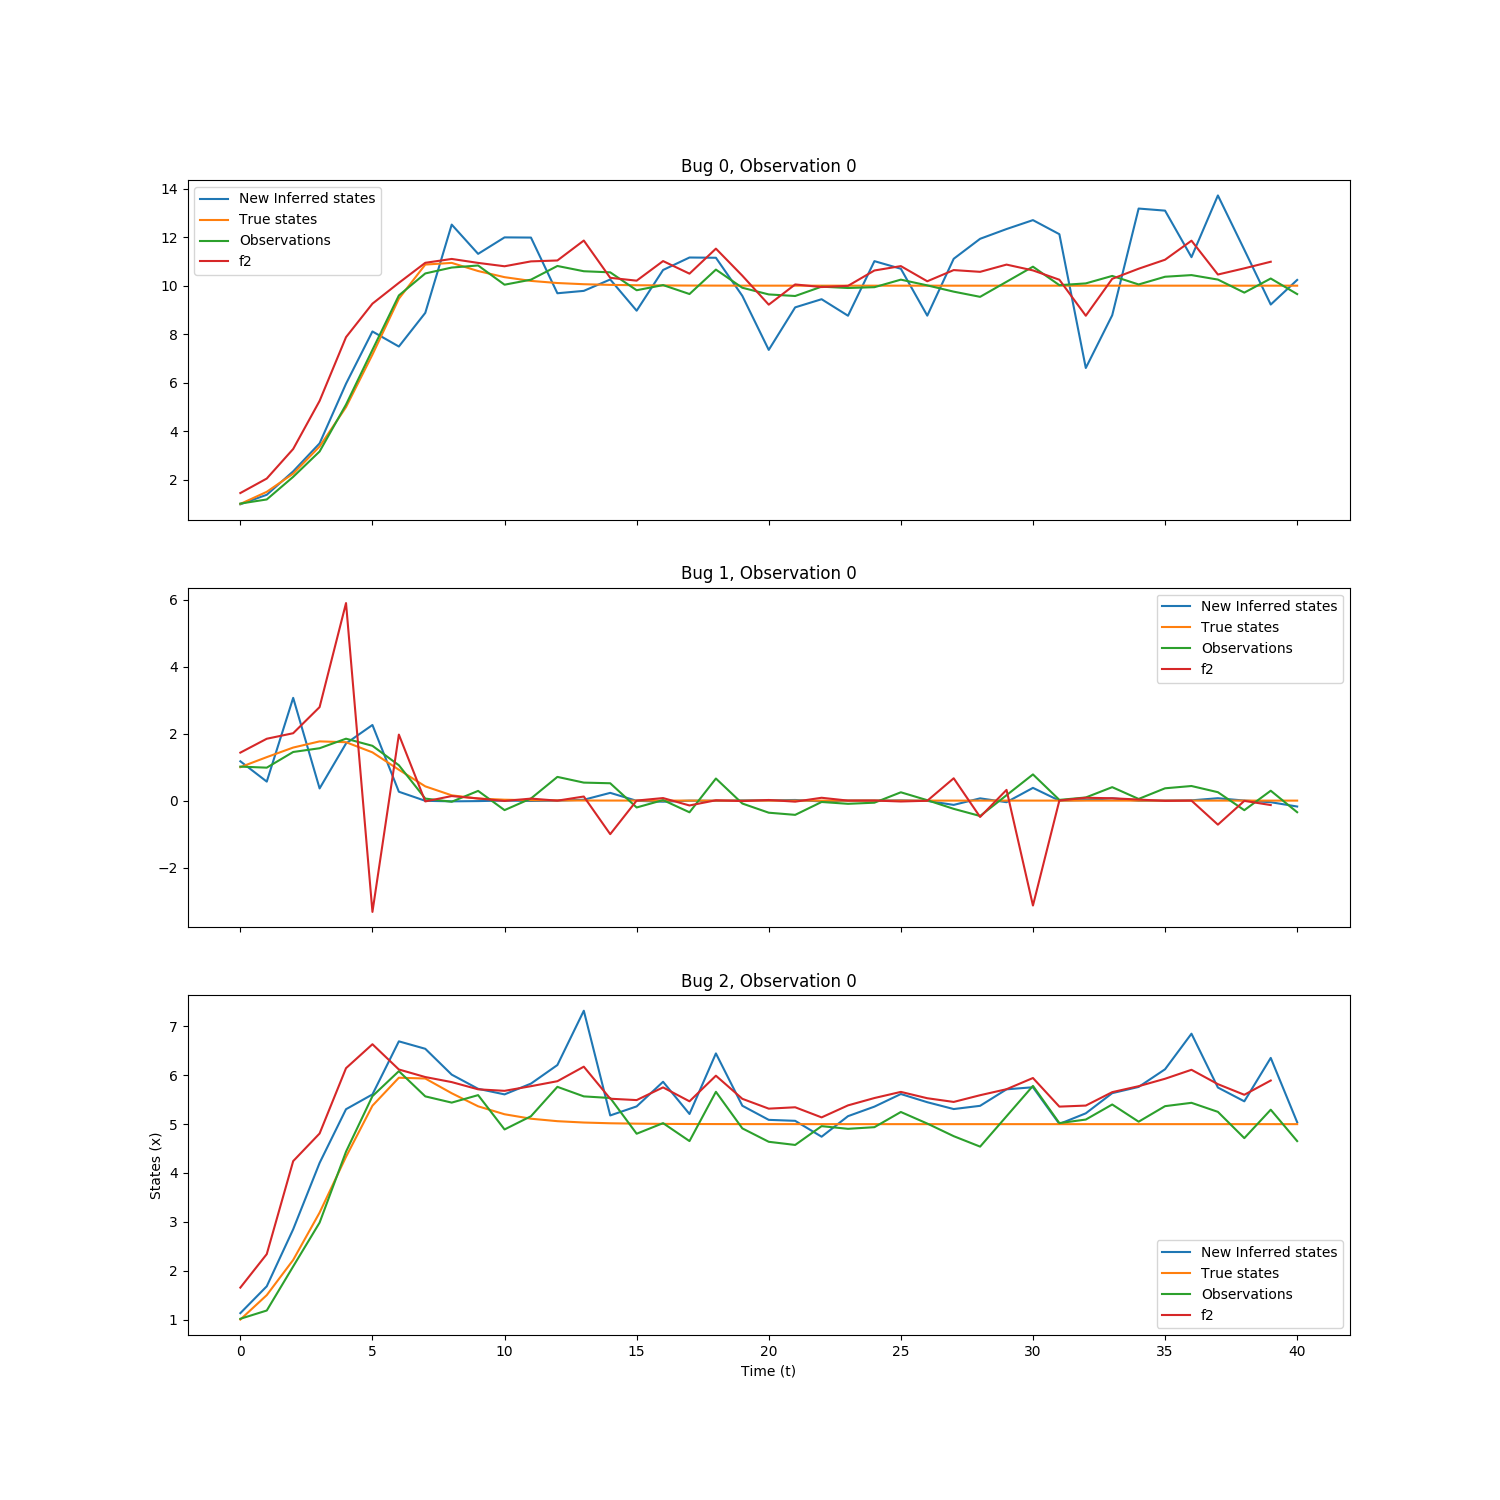 Bug 0, Observation 0
14
12
10
8
6
4
2
New Inferred states
True states
Observations
f2
Bug 1, Observation 0
6
4
2
0
−2
New Inferred states
True states
Observations
f2
Bug 2, Observation 0
7
6
5
4
3
2
1
States (x)
New Inferred states
True states
Observations
f2
0 5 10 15 20 25 30 35 40
Time (t)